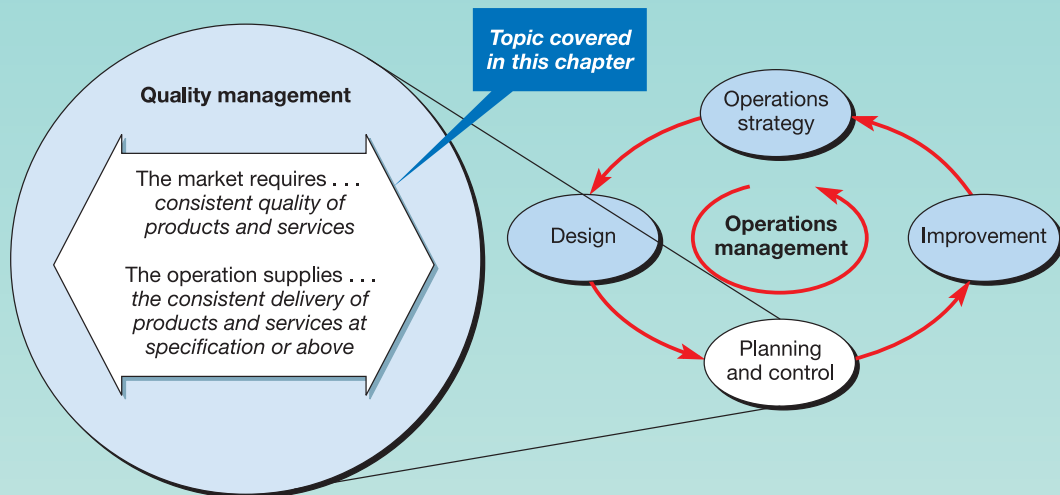 Topic covered
in this chapter
Quality management
The market requires . . .
consistent quality of
products and services
The operation supplies . . .
the consistent delivery of
products and services at
specification or above
Operations
strategy
Design
Operations
management
Improvement
Planning
and control